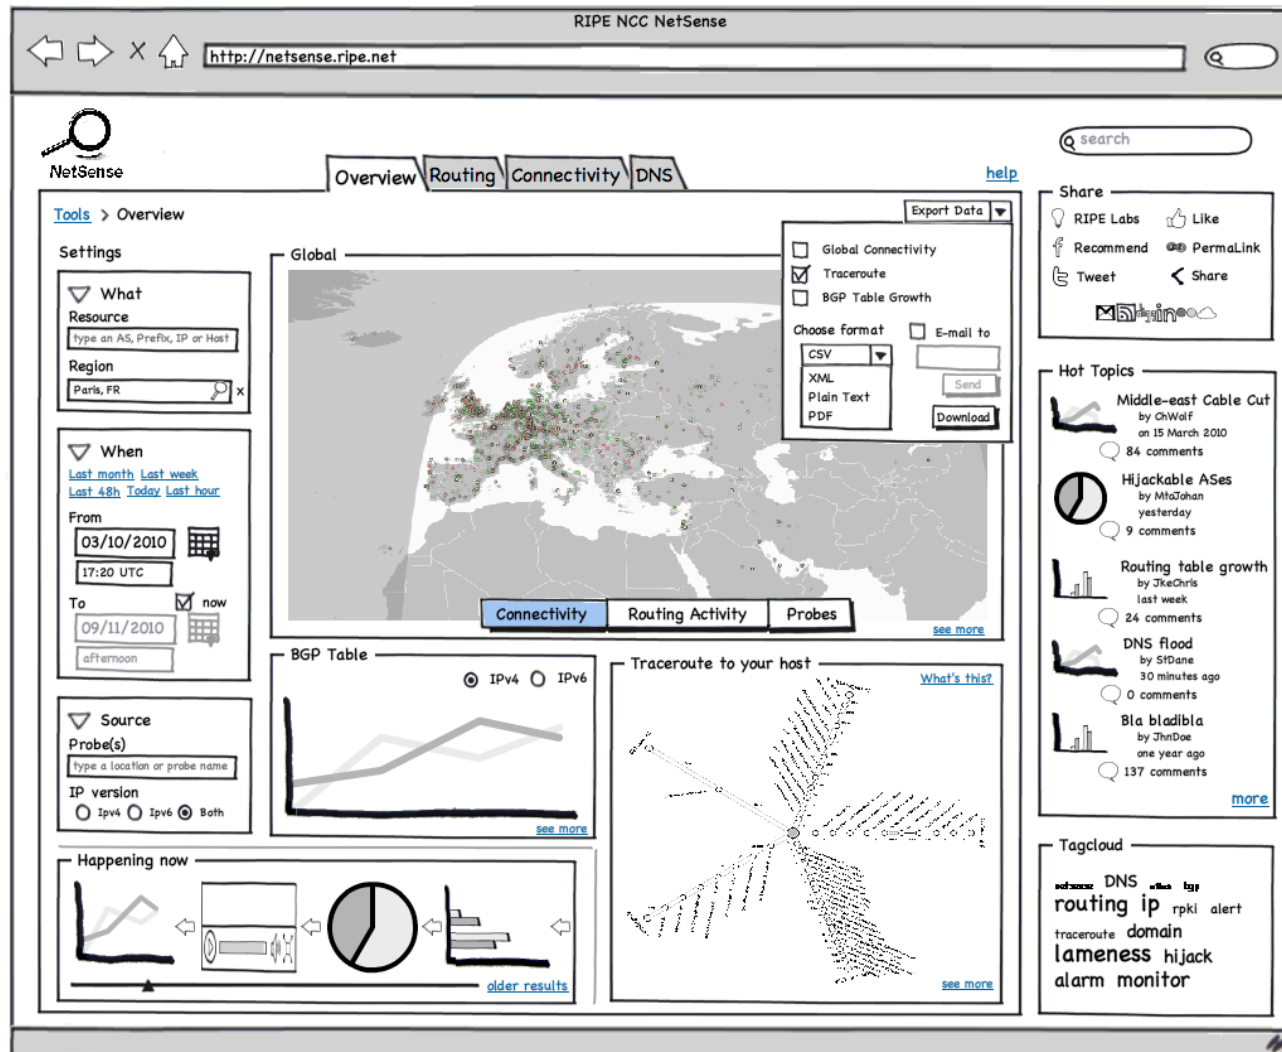 RIPE NCC NetSense
http://netsense.ripe.net
NetSense
search
Overview
Routing
Connectivity
DNS
help
Tools > Overview
Export Data
Settings
What
Resource
type an AS, Prefix, IP or Host
Region
Paris, FR
x
When
Last month Last week
Last 48h Today Last hour
From
03/10/2010
17:20 UTC
To
now
09/11/2010
afternoon
Source
Probe(s)
type a location or probe name
IP version
Ipv4 Ipv6 Both
Global
Global Connectivity
Traceroute
BGP Table Growth
Choose format
E-mail to
CSV
XML
Plain Text
PDF
Send
Download
Connectivity
Routing Activity
Probes
see more
BGP Table
IPv4 IPv6
see more
Traceroute to your host
What's this?
see more
Happening now
older results
Share
RIPE Labs
Like
Recommend
PermaLink
Tweet
Share
Hot Topics
Middle-east Cable Cut
by ChWolf
on 15 March 2010
84 comments
Hijackable ASes
by MtaJohan
yesterday
9 comments
Routing table growth
by JkeChris
last week
24 comments
DNS flood
by StDane
30 minutes ago
0 comments
Bla bladibla
by JhnDoe
one year ago
137 comments
more
Tagcloud
netsense DNS atlas bgp
routing ip rpki alert
traceroute domain
lameness hijack
alarm monitor